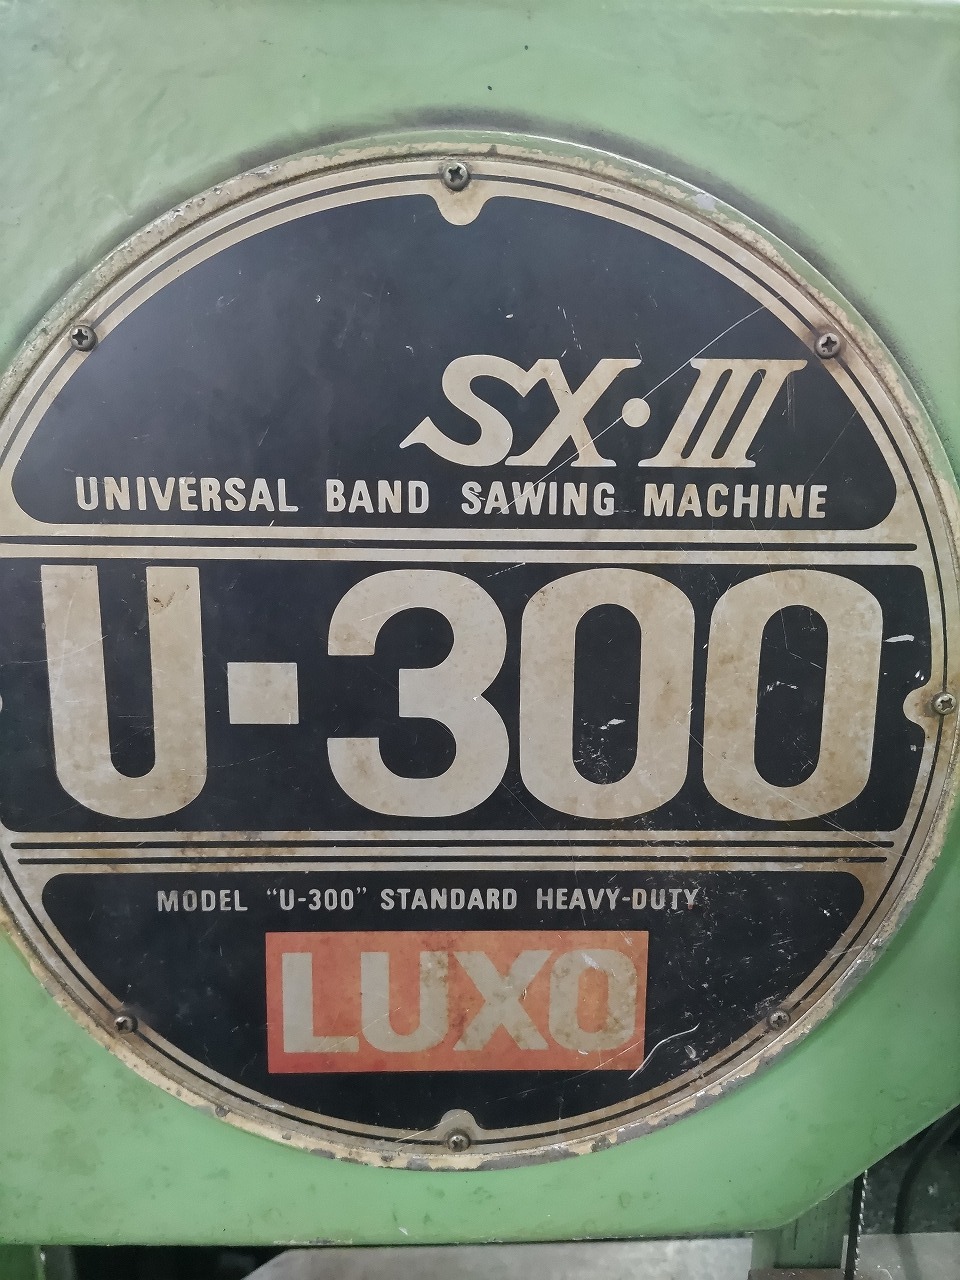 SX·III
UNIVERSAL BAND SAWING MACHINE
U-300
MODEL "U-300" STANDARD HEAVY-DUTY
LUXO